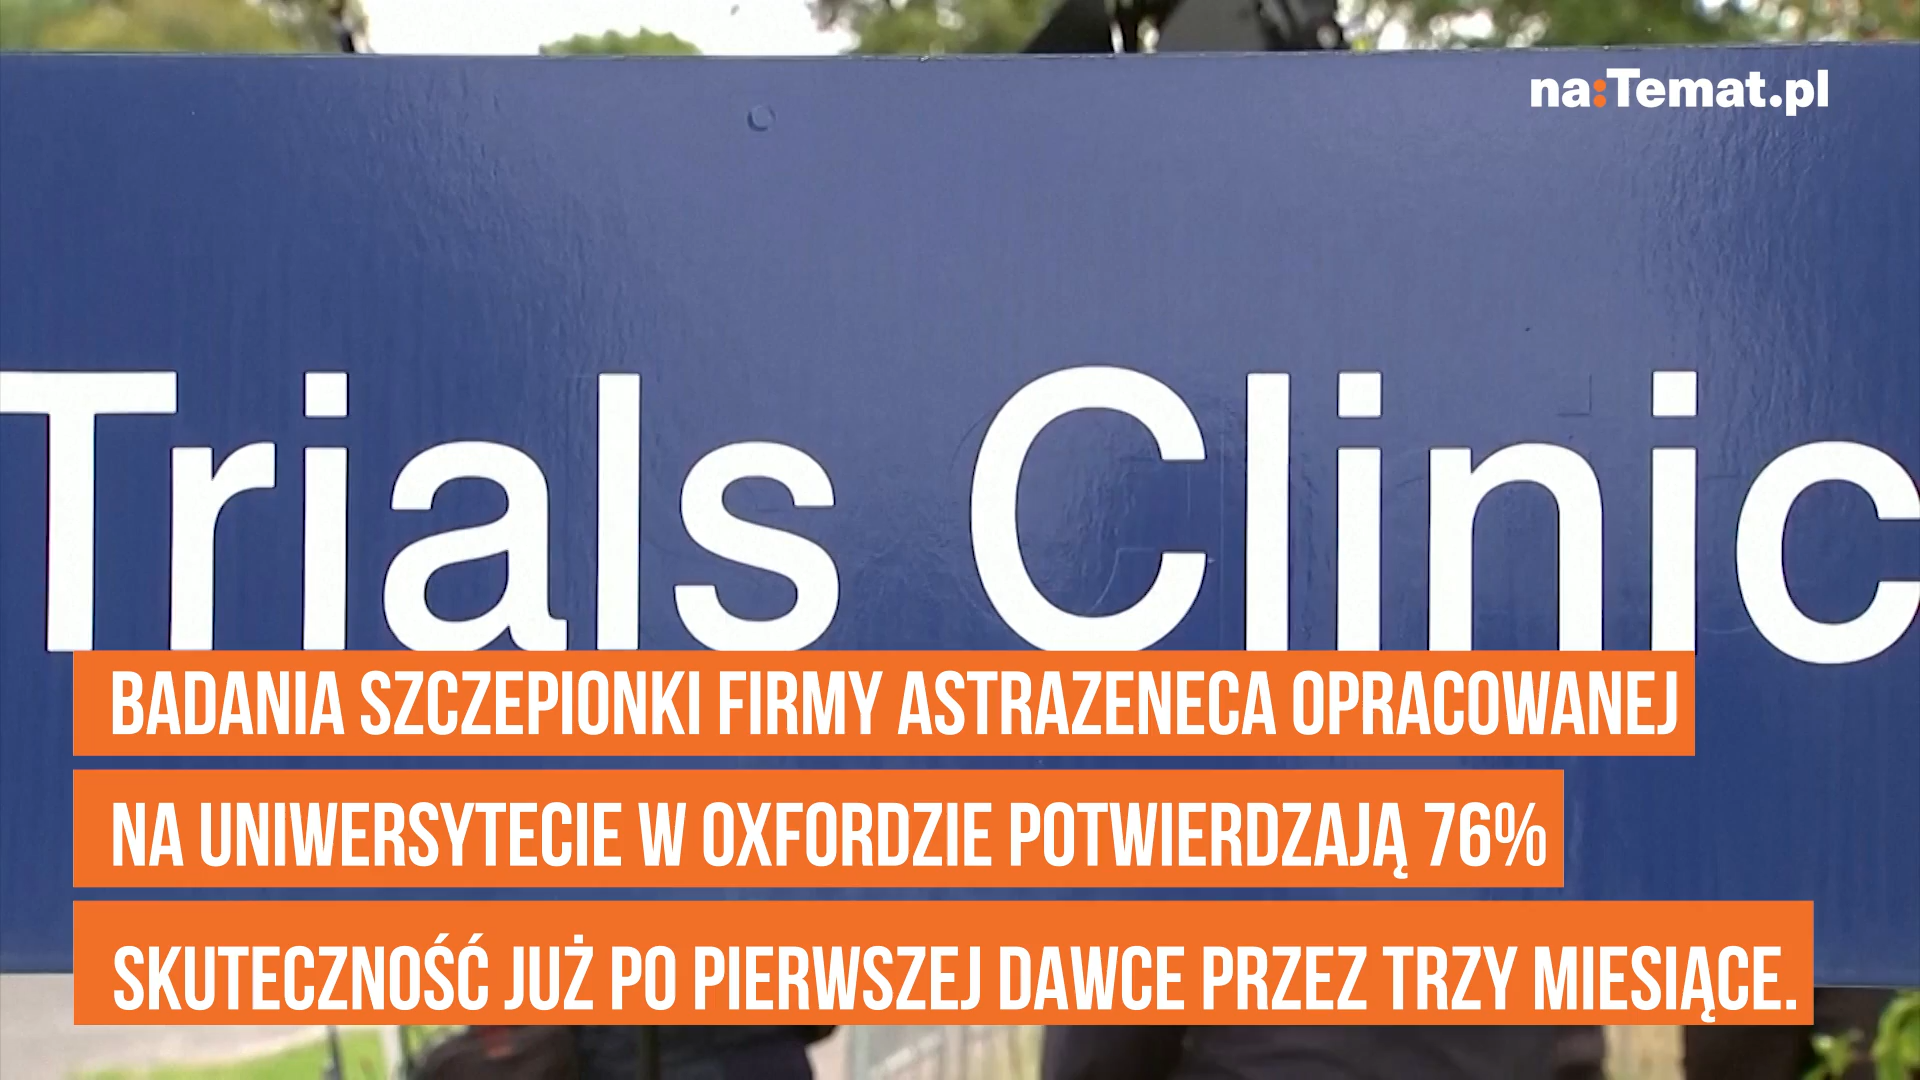 na:Temat.pl
Trials Clinic
BADANIA SZCZEPIONKI FIRMY ASTRAZENECA OPRACOWANEJ
NA UNIWERSYTECIE W OXFORDZIE POTWIERDZAJĄ 76%
SKUTECZNOŚĆ JUŻ PO PIERWSZEJ DAWCE PRZEZ TRZY MIESIĄCE.